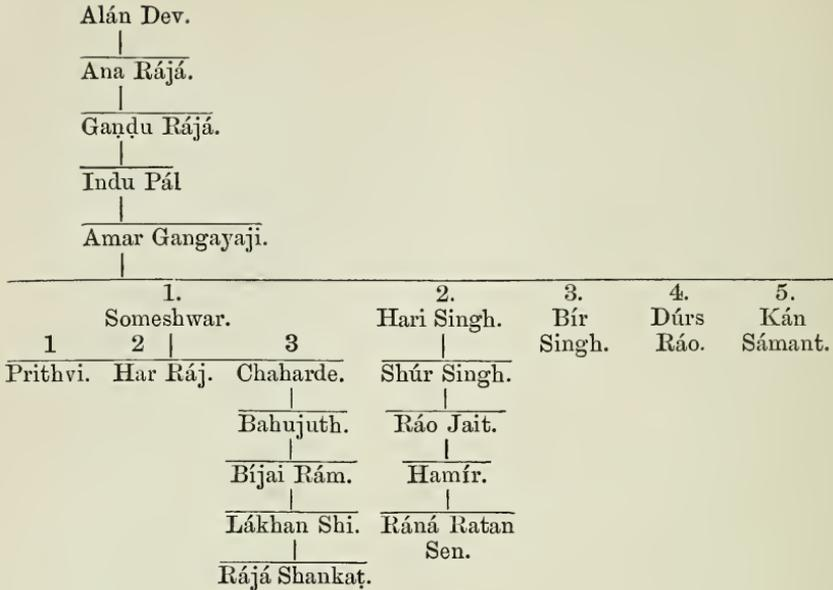 Alán Dev.
Ana Rájá.
Gaṇḍu Rájá.
Indu Pál
Amar Gangayaji.
1. 2. 3. 4. 5.
Someshwar. Hari Singh. Bír Dúrs Kán
1 2 3 Singh. Ráo. Sámant.
Prithvi. Har Ráj. Chaharde. Shúr Singh.
Bahujuth. Ráo Jait.
Bíjai Rám. Hamír.
Lákhan Shi. Ráná Ratan
Sen.
Rájá Shankaṭ.